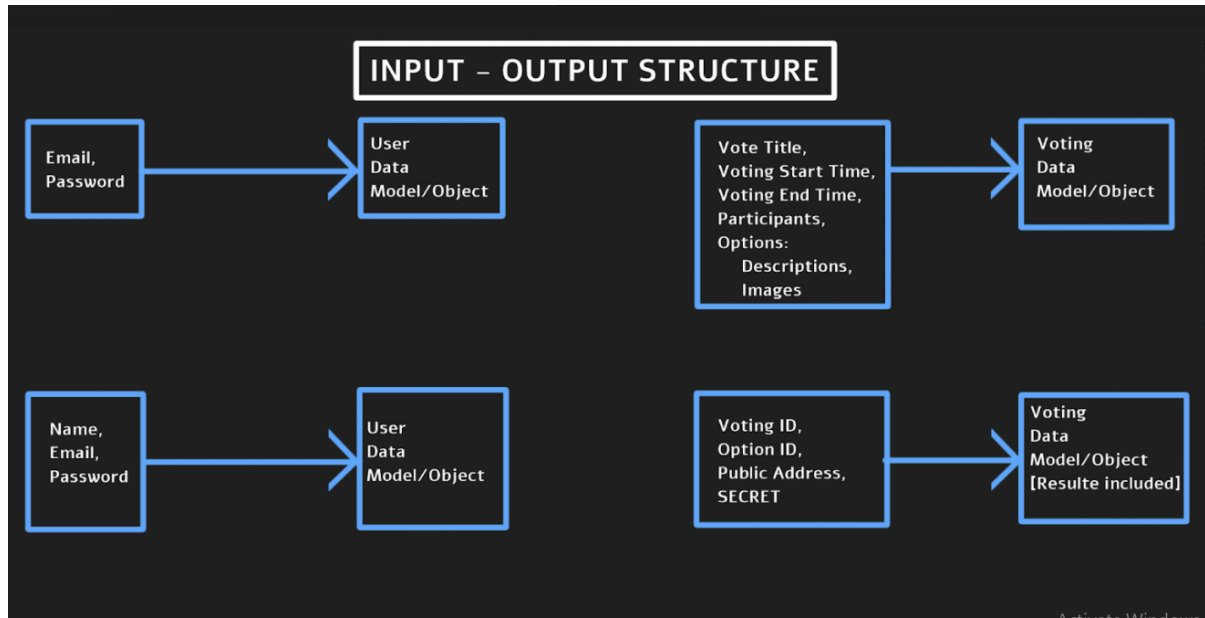 INPUT - OUTPUT STRUCTURE
Email,
Password
User
Data
Model/Object
Vote Title,
Voting Start Time,
Voting End Time,
Participants,
Options:
Descriptions,
Images
Voting
Data
Model/Object
Name,
Email,
Password
User
Data
Model/Object
Voting ID,
Option ID,
Public Address,
SECRET
Voting
Data
Model/Object
[Resulte included]
Activate Windows